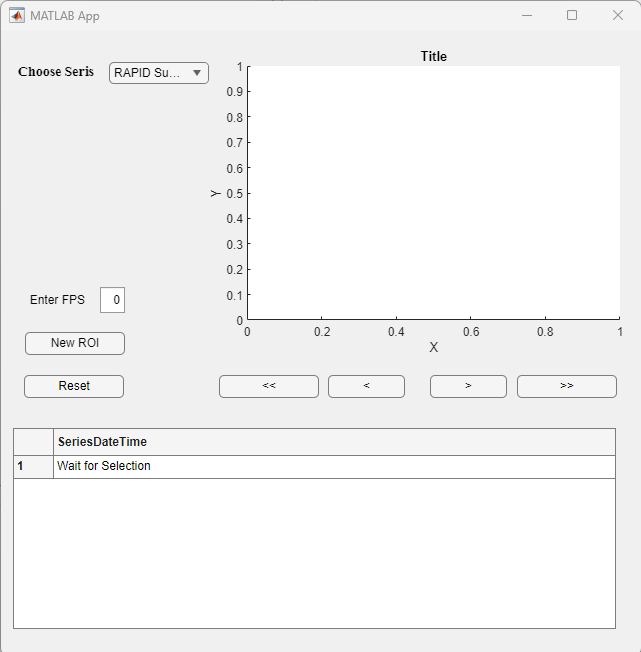 MATLAB App
Choose Seris
RAPID Su...
Title
1
0.9
0.8
0.7
0.6
0.5
0.4
0.3
0.2
0.1
0
Y
0 0.2 0.4 0.6 0.8 1
X
Enter FPS 0
New ROI
Reset
<< < > >>
SeriesDateTime
1 Wait for Selection